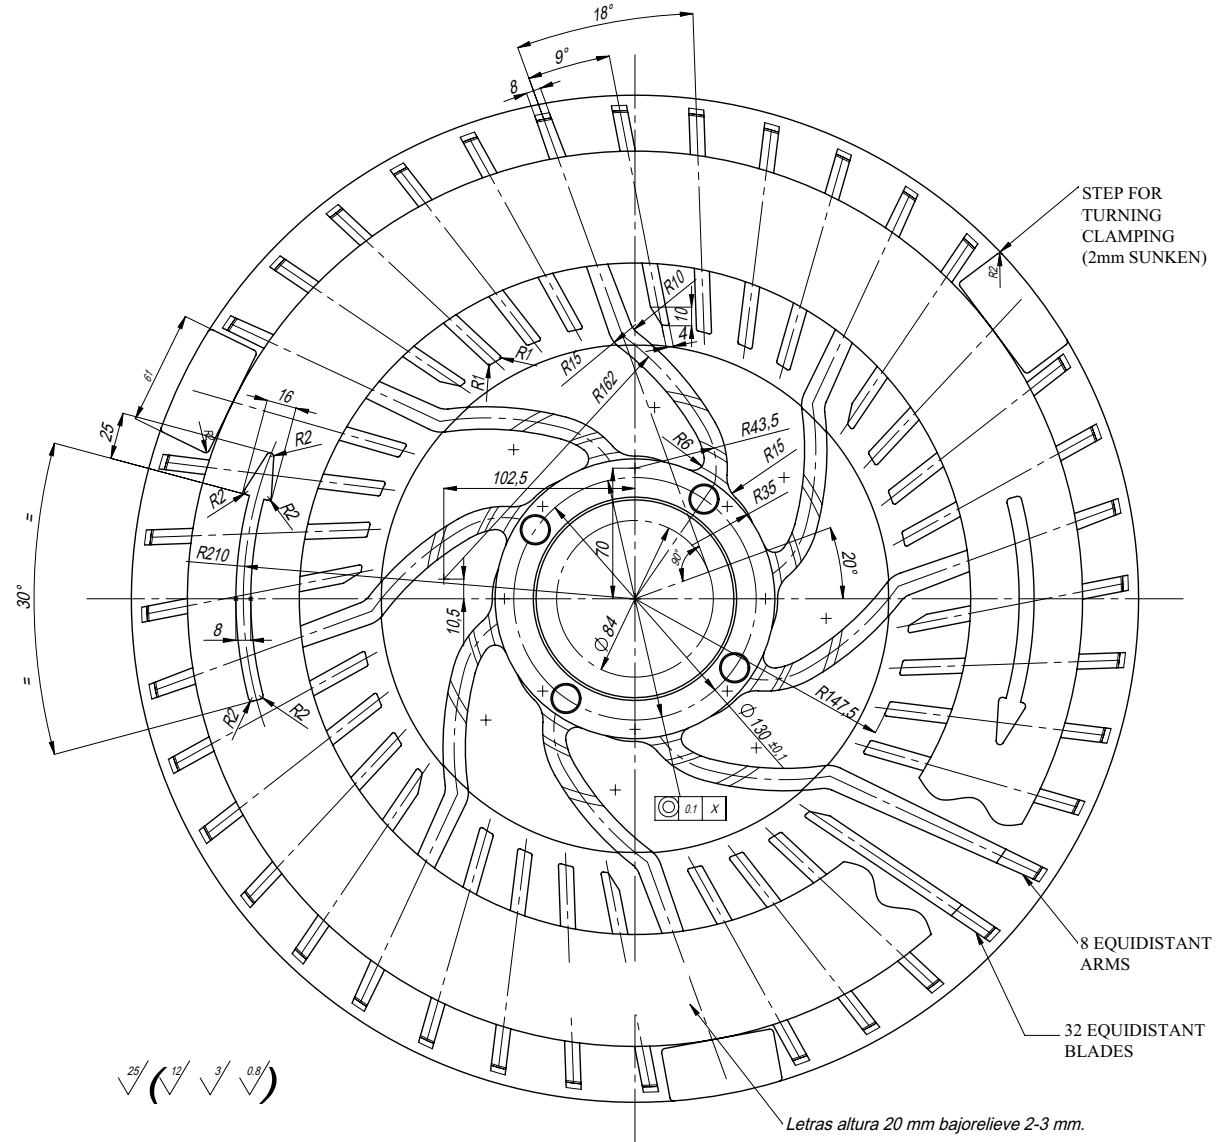 18°
9°
8
STEP FOR
TURNING
CLAMPING
(2mm SUNKEN)
R2
R10
10
4
R15
R162
R1
R1
61
16
25
R2
R2
R2
R43,5
R6
R15
R35
102,5
70
90°
20°
=
30°
=
R210
8
10,5
Ø 84
R147,5
Ø 130 ±0,1
R2
R2
0.1 X
8 EQUIDISTANT
ARMS
32 EQUIDISTANT
BLADES
25 ( 12 3 0.8 )
Letras altura 20 mm bajorelieve 2-3 mm.